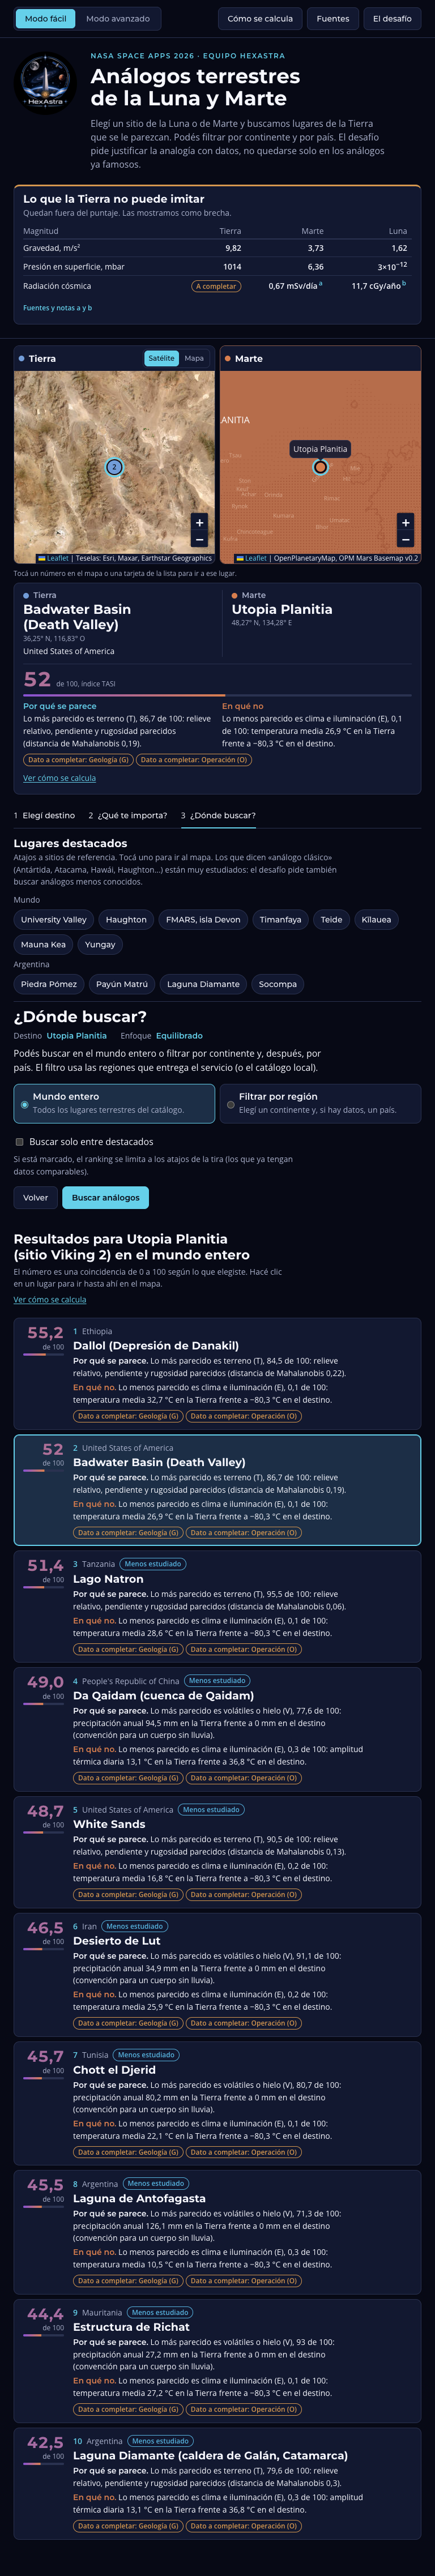 Modo fácil
Modo avanzado
Cómo se calcula
Fuentes
El desafío
NASA SPACE APPS 2026 · EQUIPO HEXASTRA
Análogos terrestres
de la Luna y Marte
HexAstra
Elegí un sitio de la Luna o de Marte y buscamos lugares de la Tierra
que se le parezcan. Podés filtrar por continente y por país. El desafío
pide justificar la analogía con datos, no quedarse solo en los análogos
ya famosos.
Lo que la Tierra no puede imitar
Quedan fuera del puntaje. Las mostramos como brecha.
Magnitud Tierra Marte Luna
Gravedad, m/s² 9,82 3,73 1,62
Presión en superficie, mbar 1014 6,36 3×10⁻¹²
Radiación cósmica A completar 0,67 mSv/día a 11,7 cGy/año b
Fuentes y notas a y b
Tierra
Satélite
Mapa
Marte
2
ANITIA
Utopia Planitia
+
−
+
−
Leaflet | Teselas: Esri, Maxar, Earthstar Geographics
Leaflet | OpenPlanetaryMap, OPM Mars Basemap v0.2
Tocá un número en el mapa o una tarjeta de la lista para ir a ese lugar.
Tierra
Badwater Basin
(Death Valley)
36,25° N, 116,83° O
United States of America
Marte
Utopia Planitia
48,27° N, 134,28° E
52 de 100, índice TASI
Por qué se parece
Lo más parecido es terreno (T), 86,7 de 100: relieve
relativo, pendiente y rugosidad parecidos
(distancia de Mahalanobis 0,19).
En qué no
Lo menos parecido es clima e iluminación (E), 0,1
de 100: temperatura media 26,9 °C en la Tierra
frente a −80,3 °C en el destino.
Dato a completar: Geología (G)
Dato a completar: Operación (O)
Ver cómo se calcula
1 Elegí destino
2 ¿Qué te importa?
3 ¿Dónde buscar?
Lugares destacados
Atajos a sitios de referencia. Tocá uno para ir al mapa. Los que dicen «análogo clásico»
(Antártida, Atacama, Hawái, Haughton…) están muy estudiados: el desafío pide también
buscar análogos menos conocidos.
Mundo
University Valley
Haughton
FMARS, isla Devon
Timanfaya
Teide
Kīlauea
Mauna Kea
Yungay
Argentina
Piedra Pómez
Payún Matrú
Laguna Diamante
Socompa
¿Dónde buscar?
Destino Utopia Planitia Enfoque Equilibrado
Podés buscar en el mundo entero o filtrar por continente y, después, por
país. El filtro usa las regiones que entrega el servicio (o el catálogo local).
Mundo entero
Todos los lugares terrestres del catálogo.
Filtrar por región
Elegí un continente y, si hay datos, un país.
Buscar solo entre destacados
Si está marcado, el ranking se limita a los atajos de la tira (los que ya tengan
datos comparables).
Volver
Buscar análogos
Resultados para Utopia Planitia
(sitio Viking 2) en el mundo entero
El número es una coincidencia de 0 a 100 según lo que elegiste. Hacé clic
en un lugar para ir hasta ahí en el mapa.
Ver cómo se calcula
55,2
de 100
1 Ethiopia
Dallol (Depresión de Danakil)
Por qué se parece. Lo más parecido es terreno (T), 84,5 de 100: relieve
relativo, pendiente y rugosidad parecidos (distancia de Mahalanobis 0,22).
En qué no. Lo menos parecido es clima e iluminación (E), 0,1 de 100:
temperatura media 32,7 °C en la Tierra frente a −80,3 °C en el destino.
Dato a completar: Geología (G)
Dato a completar: Operación (O)
52
de 100
2 United States of America
Badwater Basin (Death Valley)
Por qué se parece. Lo más parecido es terreno (T), 86,7 de 100: relieve
relativo, pendiente y rugosidad parecidos (distancia de Mahalanobis 0,19).
En qué no. Lo menos parecido es clima e iluminación (E), 0,1 de 100:
temperatura media 26,9 °C en la Tierra frente a −80,3 °C en el destino.
Dato a completar: Geología (G)
Dato a completar: Operación (O)
51,4
de 100
3 Tanzania Menos estudiado
Lago Natron
Por qué se parece. Lo más parecido es terreno (T), 95,5 de 100: relieve
relativo, pendiente y rugosidad parecidos (distancia de Mahalanobis 0,06).
En qué no. Lo menos parecido es clima e iluminación (E), 0,1 de 100:
temperatura media 28,6 °C en la Tierra frente a −80,3 °C en el destino.
Dato a completar: Geología (G)
Dato a completar: Operación (O)
49,0
de 100
4 People's Republic of China Menos estudiado
Da Qaidam (cuenca de Qaidam)
Por qué se parece. Lo más parecido es volátiles o hielo (V), 77,6 de 100:
precipitación anual 94,5 mm en la Tierra frente a 0 mm en el destino
(convención para un cuerpo sin lluvia).
En qué no. Lo menos parecido es clima e iluminación (E), 0,3 de 100: amplitud
térmica diaria 13,1 °C en la Tierra frente a 36,8 °C en el destino.
Dato a completar: Geología (G)
Dato a completar: Operación (O)
48,7
de 100
5 United States of America Menos estudiado
White Sands
Por qué se parece. Lo más parecido es terreno (T), 90,5 de 100: relieve
relativo, pendiente y rugosidad parecidos (distancia de Mahalanobis 0,13).
En qué no. Lo menos parecido es clima e iluminación (E), 0,2 de 100:
temperatura media 16,8 °C en la Tierra frente a −80,3 °C en el destino.
Dato a completar: Geología (G)
Dato a completar: Operación (O)
46,5
de 100
6 Iran Menos estudiado
Desierto de Lut
Por qué se parece. Lo más parecido es volátiles o hielo (V), 91,1 de 100:
precipitación anual 34,9 mm en la Tierra frente a 0 mm en el destino
(convención para un cuerpo sin lluvia).
En qué no. Lo menos parecido es clima e iluminación (E), 0,2 de 100:
temperatura media 25,9 °C en la Tierra frente a −80,3 °C en el destino.
Dato a completar: Geología (G)
Dato a completar: Operación (O)
45,7
de 100
7 Tunisia Menos estudiado
Chott el Djerid
Por qué se parece. Lo más parecido es volátiles o hielo (V), 80,7 de 100:
precipitación anual 80,2 mm en la Tierra frente a 0 mm en el destino
(convención para un cuerpo sin lluvia).
En qué no. Lo menos parecido es clima e iluminación (E), 0,1 de 100:
temperatura media 22,1 °C en la Tierra frente a −80,3 °C en el destino.
Dato a completar: Geología (G)
Dato a completar: Operación (O)
45,5
de 100
8 Argentina Menos estudiado
Laguna de Antofagasta
Por qué se parece. Lo más parecido es volátiles o hielo (V), 71,3 de 100:
precipitación anual 126,1 mm en la Tierra frente a 0 mm en el destino
(convención para un cuerpo sin lluvia).
En qué no. Lo menos parecido es clima e iluminación (E), 0,3 de 100:
temperatura media 10,5 °C en la Tierra frente a −80,3 °C en el destino.
Dato a completar: Geología (G)
Dato a completar: Operación (O)
44,4
de 100
9 Mauritania Menos estudiado
Estructura de Richat
Por qué se parece. Lo más parecido es volátiles o hielo (V), 93 de 100:
precipitación anual 27,2 mm en la Tierra frente a 0 mm en el destino
(convención para un cuerpo sin lluvia).
En qué no. Lo menos parecido es clima e iluminación (E), 0,1 de 100:
temperatura media 27,2 °C en la Tierra frente a −80,3 °C en el destino.
Dato a completar: Geología (G)
Dato a completar: Operación (O)
42,5
de 100
10 Argentina Menos estudiado
Laguna Diamante (caldera de Galán, Catamarca)
Por qué se parece. Lo más parecido es terreno (T), 79,6 de 100: relieve
relativo, pendiente y rugosidad parecidos (distancia de Mahalanobis 0,3).
En qué no. Lo menos parecido es clima e iluminación (E), 0,3 de 100: amplitud
térmica diaria 13,1 °C en la Tierra frente a 36,8 °C en el destino.
Dato a completar: Geología (G)
Dato a completar: Operación (O)